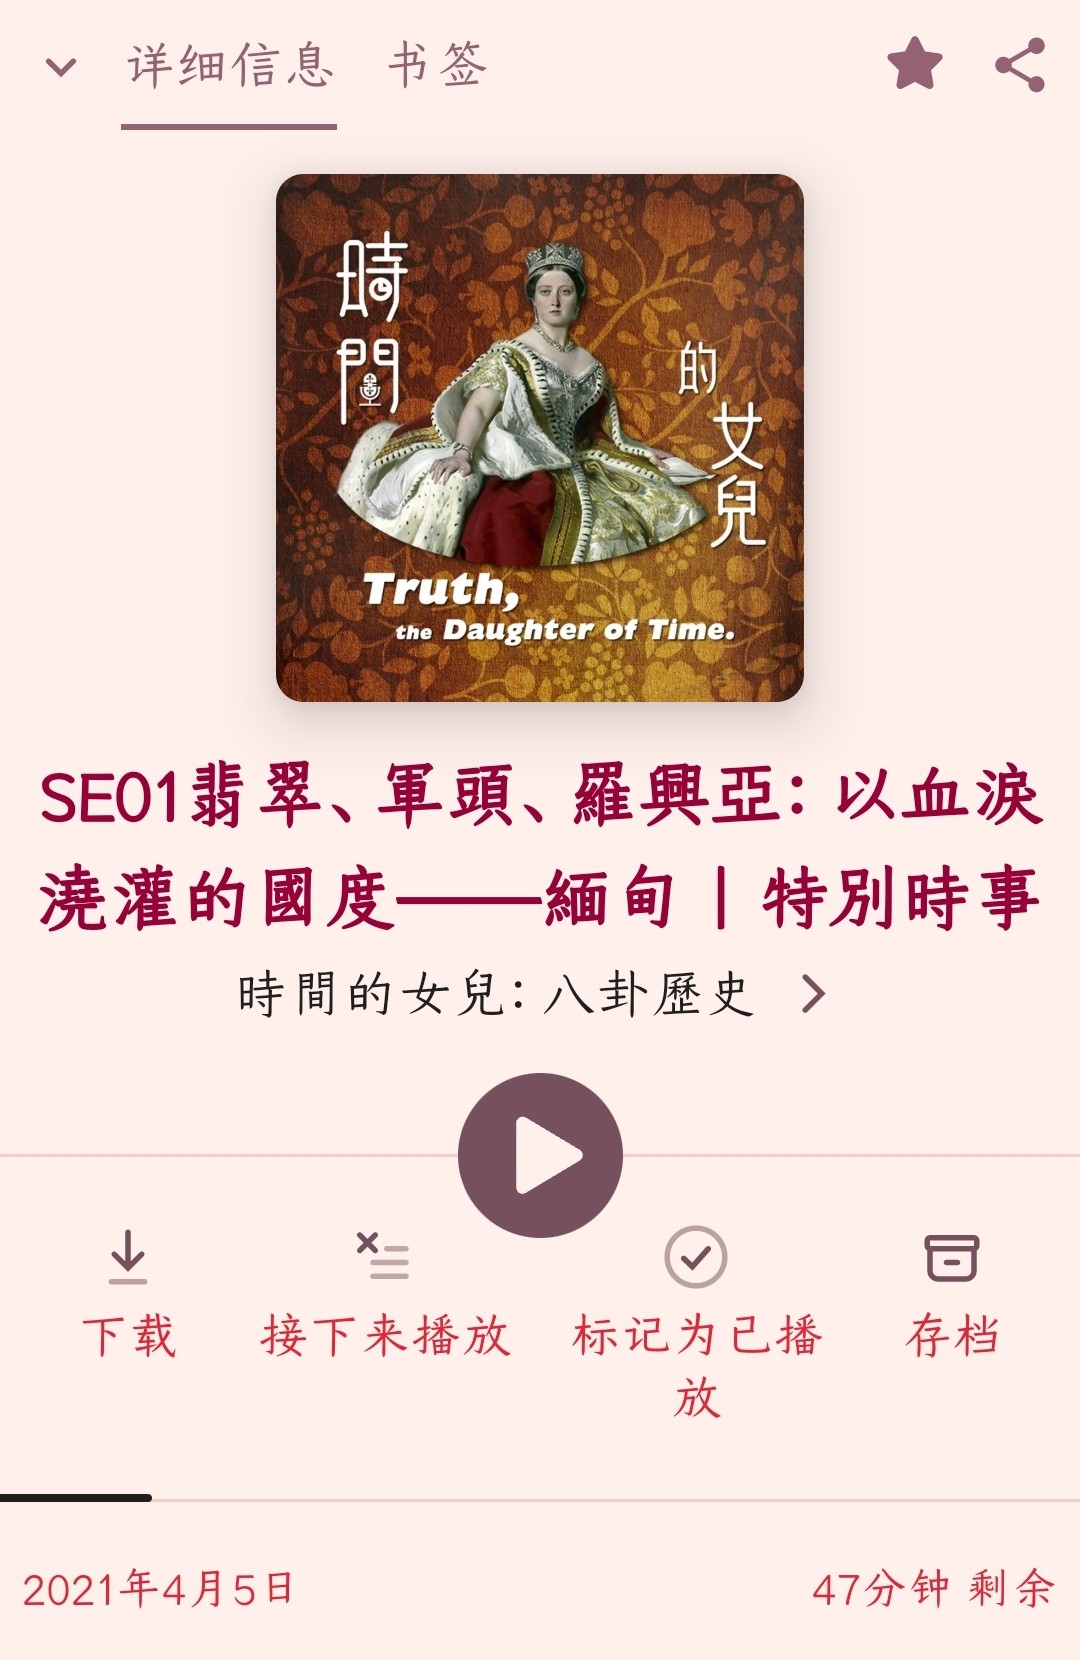 详细信息 书签
時間
的
女兒
Truth,
the Daughter of Time.
SE01翡翠、軍頭、羅興亞：以血淚
澆灌的國度——緬甸｜特別時事
時間的女兒：八卦歷史
下载 接下来播放 标记为已播 存档
放
2021年4月5日 47分钟 剩余